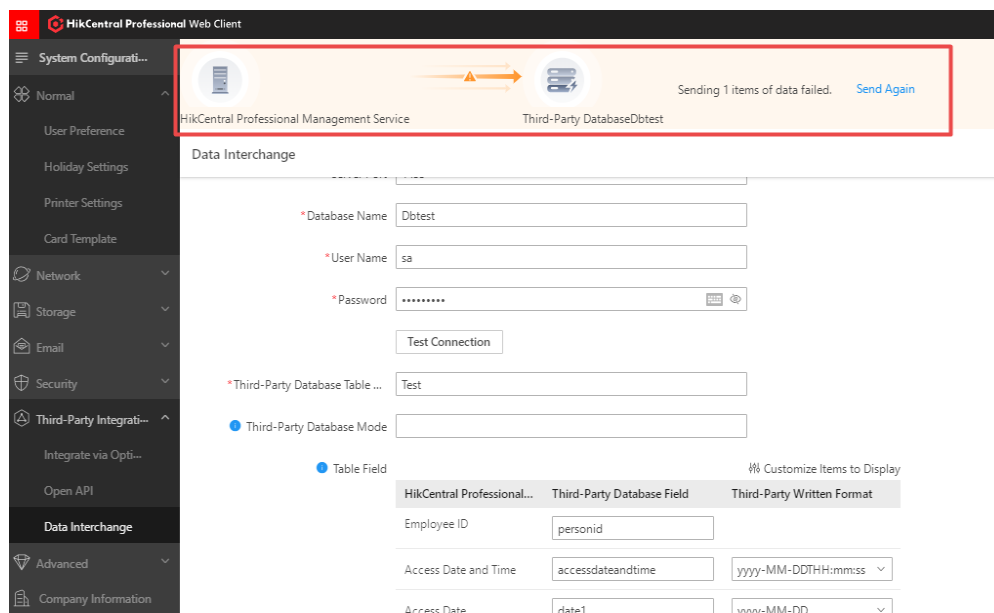 HikCentral Professional Web Client
System Configurati...
Normal
User Preference
Holiday Settings
Printer Settings
Card Template
Network
Storage
Email
Security
Third-Party Integrati...
Integrate via Opti...
Open API
Data Interchange
Advanced
Company Information
HikCentral Professional Management Service
Third-Party DatabaseDbtest
Sending 1 items of data failed. Send Again
Data Interchange
*Database Name Dbtest
*User Name sa
*Password •••••••••
Test Connection
*Third-Party Database Table ... Test
Third-Party Database Mode
Table Field
Customize Items to Display
HikCentral Professional... Third-Party Database Field Third-Party Written Format
Employee ID personid
Access Date and Time accessdateandtime yyyy-MM-DDTHH:mm:ss
Access Date date1 yyyy-MM-DD